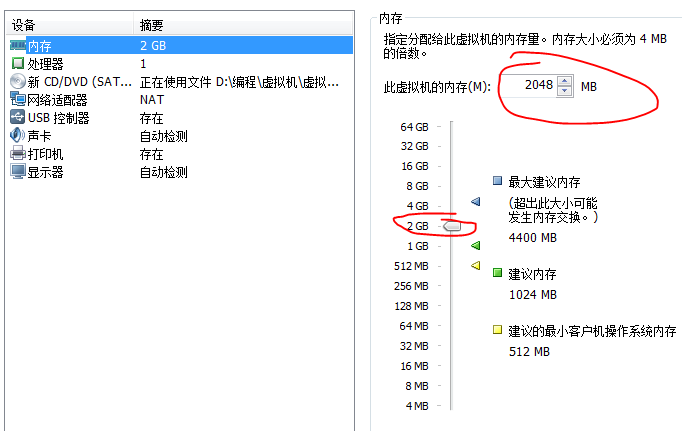 设备 摘要
内存 2 GB
处理器 1
新 CD/DVD (SAT... 正在使用文件 D:\编程\虚拟机\虚拟...
网络适配器 NAT
USB 控制器 存在
声卡 自动检测
打印机 存在
显示器 自动检测
内存
指定分配给此虚拟机的内存量。内存大小必须为 4 MB
的倍数。
此虚拟机的内存(M): 2048 MB
64 GB
32 GB
16 GB
8 GB
4 GB
2 GB
1 GB
512 MB
256 MB
128 MB
64 MB
32 MB
16 MB
8 MB
4 MB
最大建议内存
(超出此大小可能
发生内存交换。)
4400 MB
建议内存
1024 MB
建议的最小客户机操作系统内存
512 MB